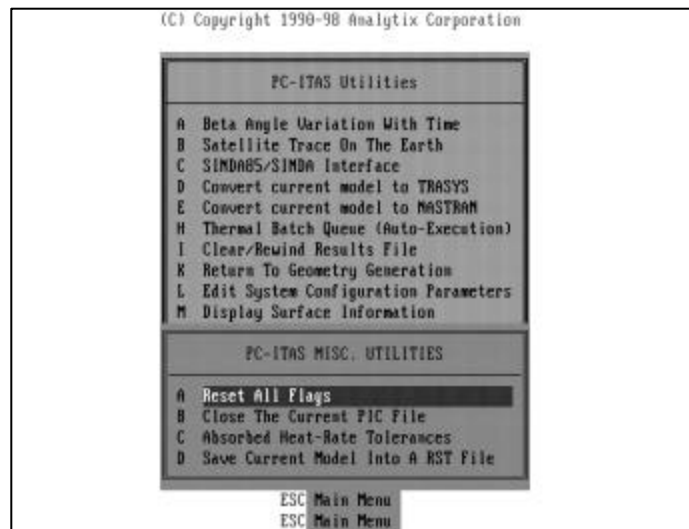 (C) Copyright 1990-98 Analytix Corporation
PC-ITAS Utilities
A Beta Angle Variation With Time
B Satellite Trace On The Earth
C SINDA85/SINDA Interface
D Convert current model to TRASYS
E Convert current model to NASTRAN
H Thermal Batch Queue (Auto-Execution)
I Clear/Rewind Results File
K Return To Geometry Generation
L Edit System Configuration Parameters
M Display Surface Information
PC-ITAS MISC. UTILITIES
A Reset All Flags
B Close The Current PIC File
C Absorbed Heat-Rate Tolerances
D Save Current Model Into A RST File
ESC Main Menu
ESC Main Menu